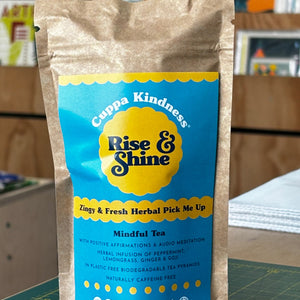 ARTI
Cuppa Kindness®
Rise &
Shine
Zingy & Fresh Herbal Pick Me Up
Mindful Tea
WITH POSITIVE AFFIRMATIONS & AUDIO MEDITATION
HERBAL INFUSION OF PEPPERMINT,
LEMONGRASS, GINGER & GOJI
IN PLASTIC FREE BIODEGRADABLE TEA PYRAMIDS
NATURALLY CAFFEINE FREE